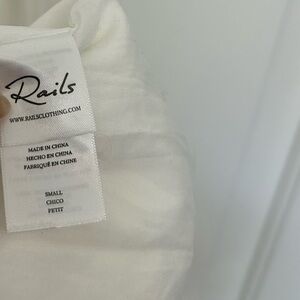 Rails
WWW.RAILSCLOTHING.COM
MADE IN CHINA
HECHO EN CHINA
FABRIQUÉ EN CHINE
SMALL
CHICO
PETIT